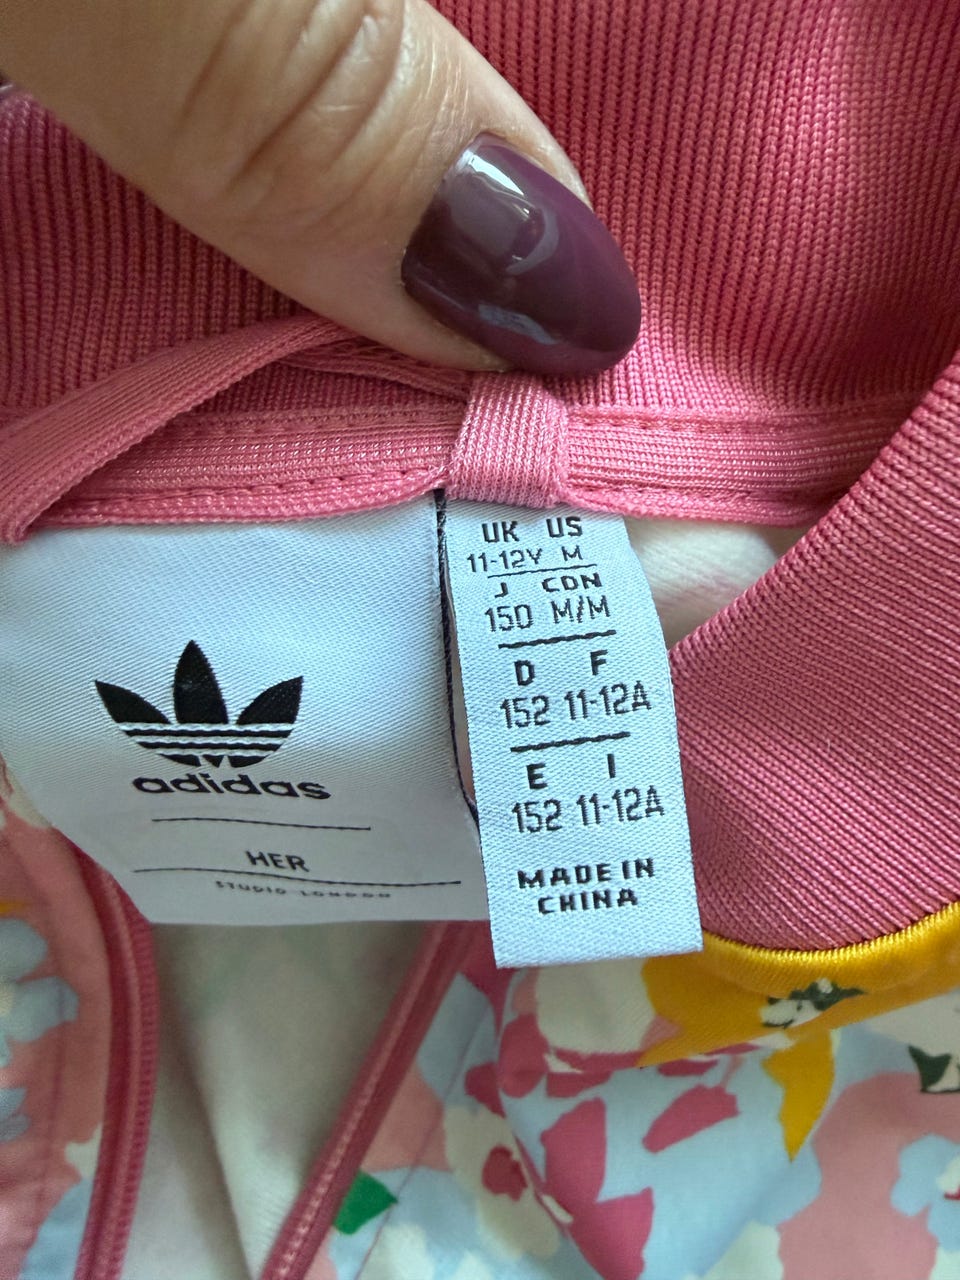 adidas
HER
STUDIO LONDON
UK US
11-12Y M
J CDN
150 M/M
D F
152 11-12A
E I
152 11-12A
MADE IN
CHINA